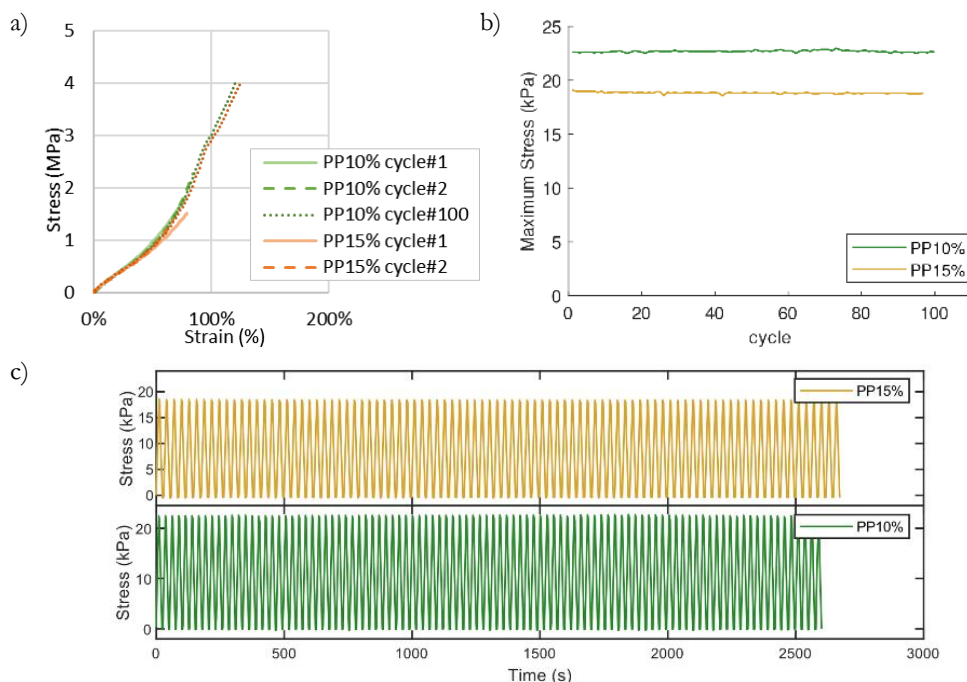 a)
5
4
3
2
1
0
Stress (MPa)
0% 100% 200%
Strain (%)
PP10% cycle#1
PP10% cycle#2
PP10% cycle#100
PP15% cycle#1
PP15% cycle#2
b)
25
20
15
10
5
0
Maximum Stress (kPa)
0 20 40 60 80 100
cycle
PP10%
PP15%
c)
20
15
10
5
0
Stress (kPa)
PP15%
20
10
0
Stress (kPa)
PP10%
0 500 1000 1500 2000 2500 3000
Time (s)